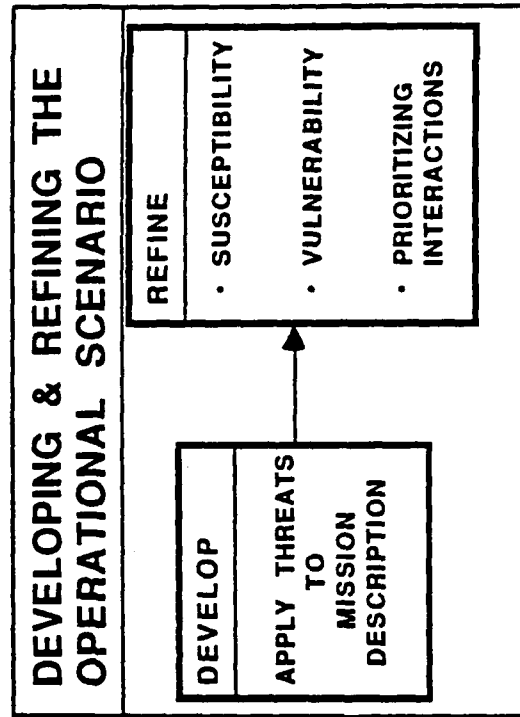 DEVELOPING & REFINING THE
OPERATIONAL SCENARIO
DEVELOP
APPLY THREATS
TO
MISSION
DESCRIPTION
REFINE
• SUSCEPTIBILITY
• VULNERABILITY
• PRIORITIZING
INTERACTIONS